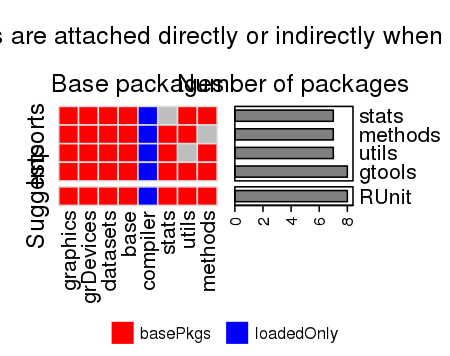 s are attached directly or indirectly when
Base packages
Number of packages
Imports
Suggests
stats
methods
utils
gtools
RUnit
graphics
grDevices
datasets
base
compiler
stats
utils
methods
0
2
4
6
8
basePkgs
loadedOnly